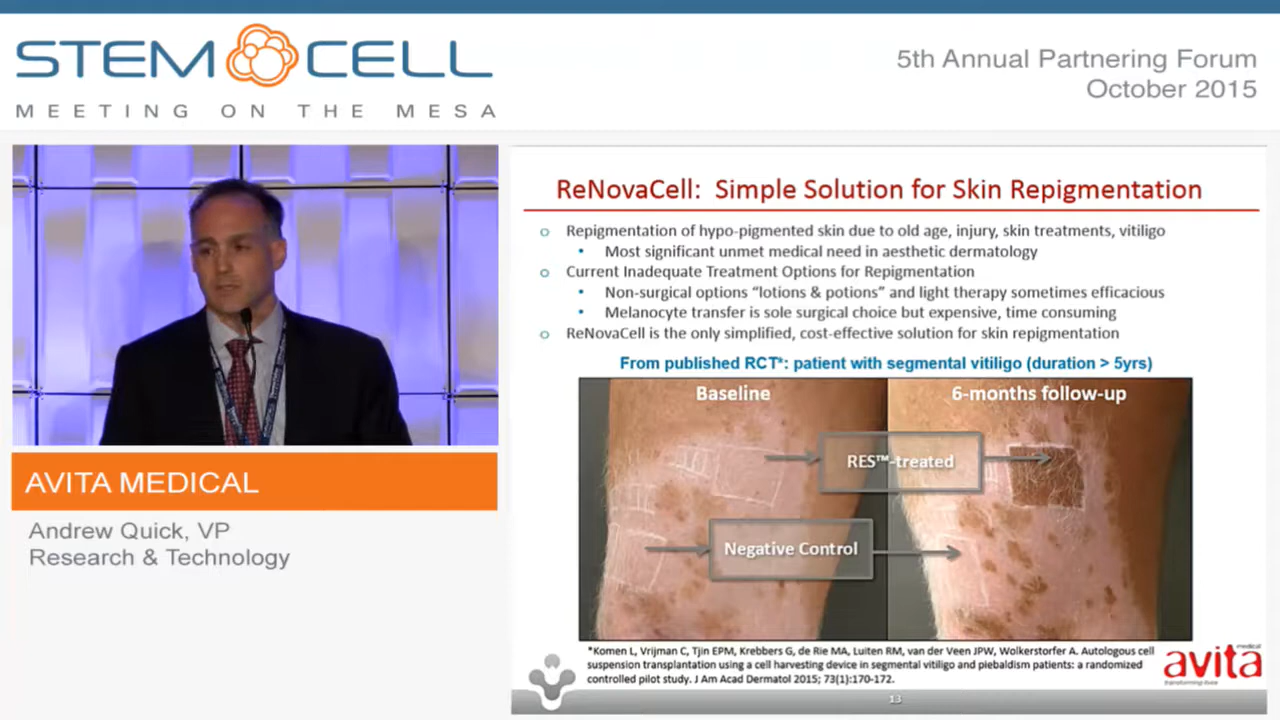 STEM CELL
MEETING ON THE MESA
5th Annual Partnering Forum
October 2015
AVITA MEDICAL
Andrew Quick, VP
Research & Technology
ReNovaCell: Simple Solution for Skin Repigmentation
Repigmentation of hypo-pigmented skin due to old age, injury, skin treatments, vitiligo
Most significant unmet medical need in aesthetic dermatology
Current Inadequate Treatment Options for Repigmentation
Non-surgical options “lotions & potions” and light therapy sometimes efficacious
Melanocyte transfer is sole surgical choice but expensive, time consuming
ReNovaCell is the only simplified, cost-effective solution for skin repigmentation
From published RCT*: patient with segmental vitiligo (duration > 5yrs)
Baseline
6-months follow-up
RES™-treated
Negative Control
*Komen L, Vrijman C, Tjin EPM, Krebbers G, de Rie MA, Luiten RM, van der Veen JPW, Wolkerstorfer A. Autologous cell
suspension transplantation using a cell harvesting device in segmental vitiligo and piebaldism patients: a randomized
controlled pilot study. J Am Acad Dermatol 2015; 73(1):170-172.
avita
medical
transforming lives
13